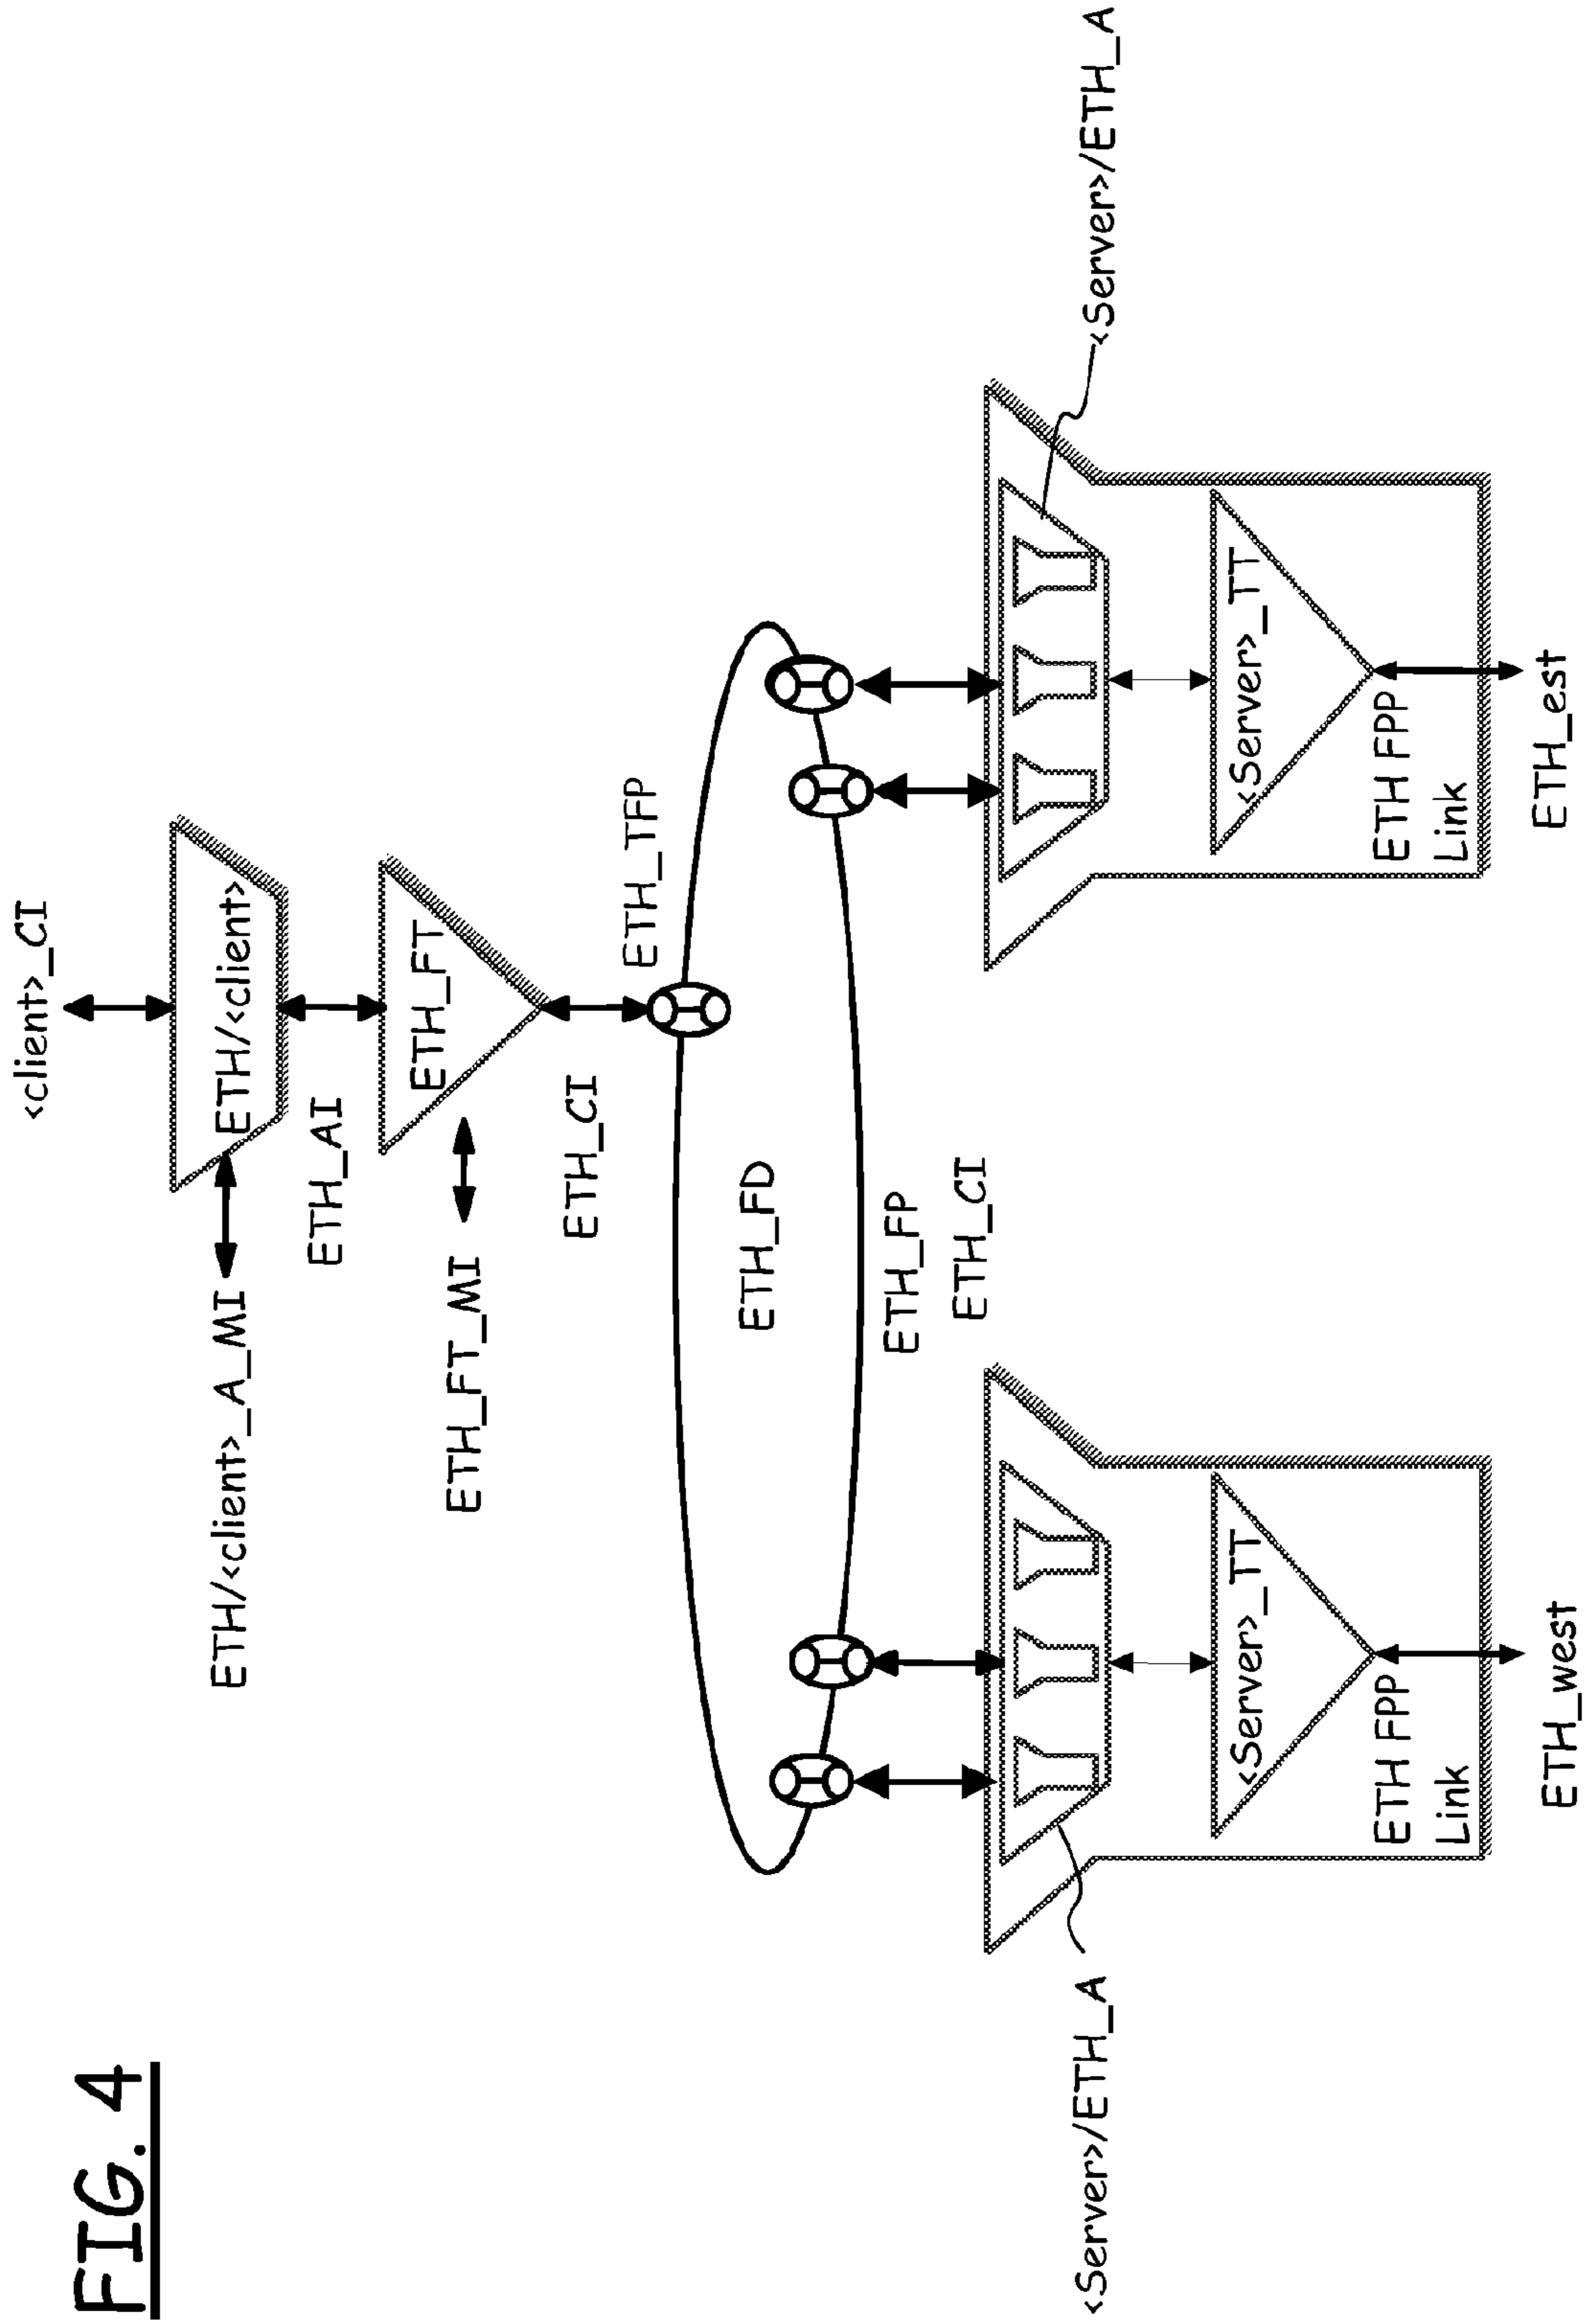 FIG. 4
<client>_CI
ETH/<client>_A_MI
ETH/<client>
ETH_AI
ETH_FT_MI
ETH_FT
ETH_CI
ETH_TFP
ETH_FD
ETH_FP
ETH_CI
<Server>/ETH_A
<Server>/ETH_A
<Server>_TT
<Server>_TT
ETH FPP
Link
ETH FPP
Link
ETH_west
ETH_est